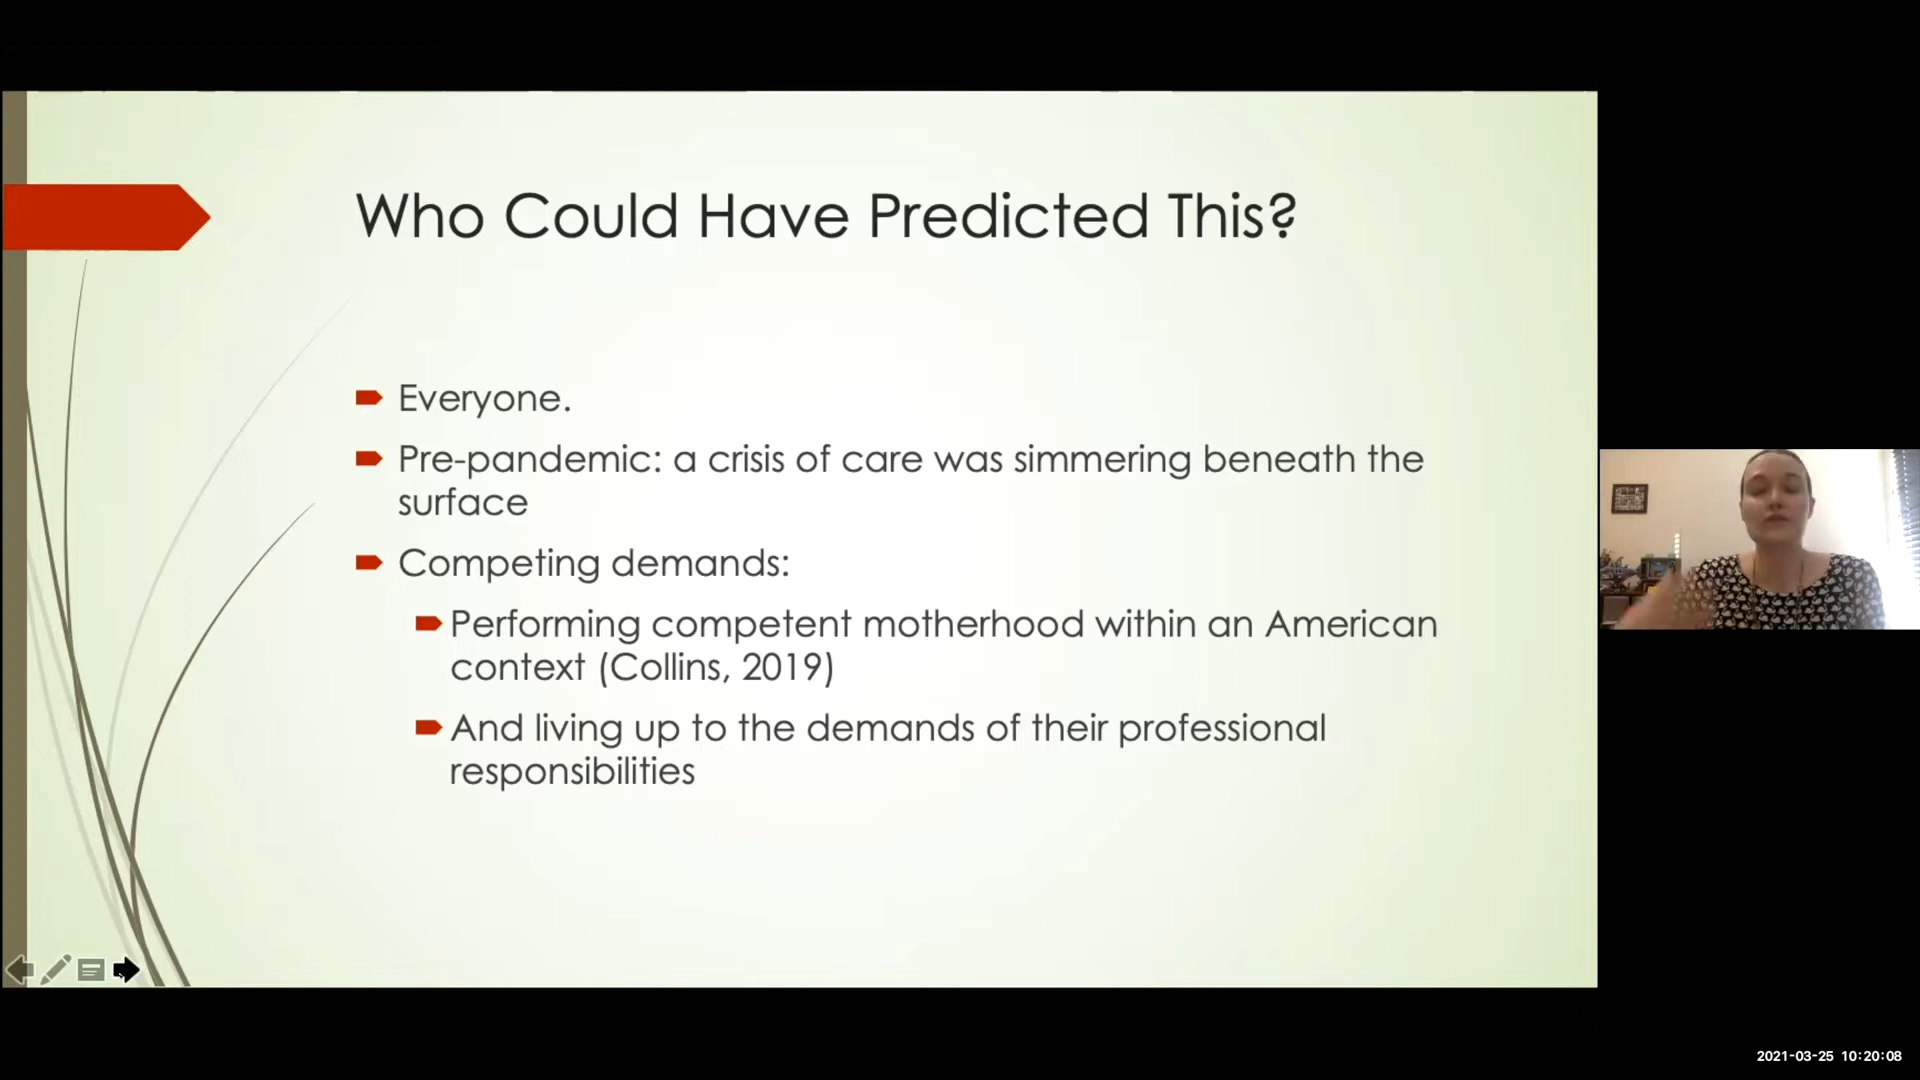 Who Could Have Predicted This?
Everyone.
Pre-pandemic: a crisis of care was simmering beneath the
surface
Competing demands:
Performing competent motherhood within an American
context (Collins, 2019)
And living up to the demands of their professional
responsibilities
2021-03-25 10:20:08